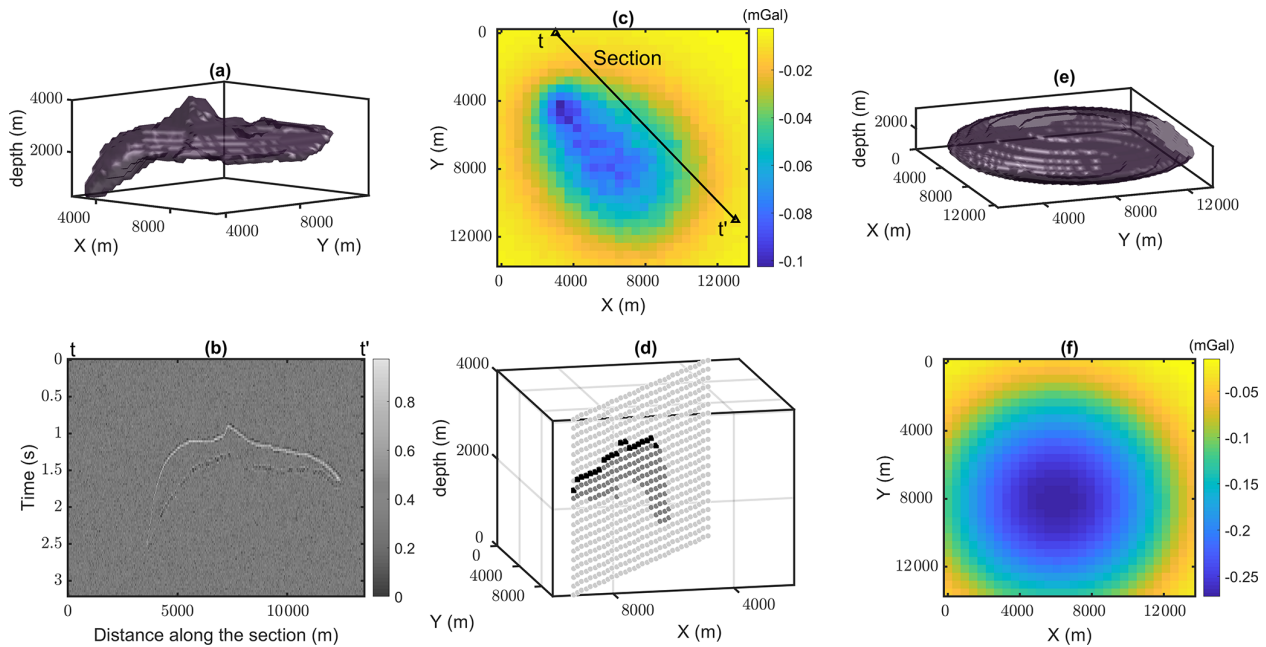 (a)
4000
2000
depth (m)
4000
8000
4000
8000
X (m)
Y (m)
(c)
(mGal)
0
4000
8000
12000
Y (m)
t
Section
t'
0
4000
8000
12000
X (m)
-0.02
-0.04
-0.06
-0.08
-0.1
(e)
2000
0
depth (m)
4000
8000
12000
4000
8000
12000
X (m)
Y (m)
t
(b)
t'
0
0.5
1
1.5
2
2.5
3
Time (s)
0
5000
10000
Distance along the section (m)
0.8
0.6
0.4
0.2
0
(d)
4000
2000
0
depth (m)
0
4000
8000
Y (m)
8000
4000
X (m)
(f)
(mGal)
0
4000
8000
12000
Y (m)
0
4000
8000
12000
X (m)
-0.05
-0.1
-0.15
-0.2
-0.25